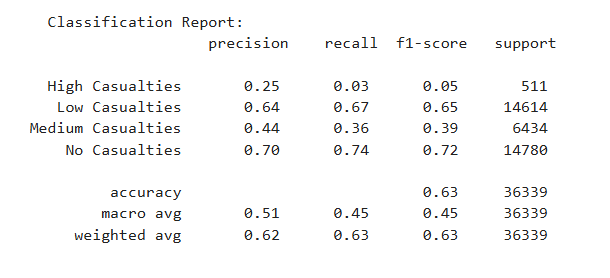 Classification Report:
precision recall f1-score support
High Casualties 0.25 0.03 0.05 511
Low Casualties 0.64 0.67 0.65 14614
Medium Casualties 0.44 0.36 0.39 6434
No Casualties 0.70 0.74 0.72 14780
accuracy 0.63 36339
macro avg 0.51 0.45 0.45 36339
weighted avg 0.62 0.63 0.63 36339